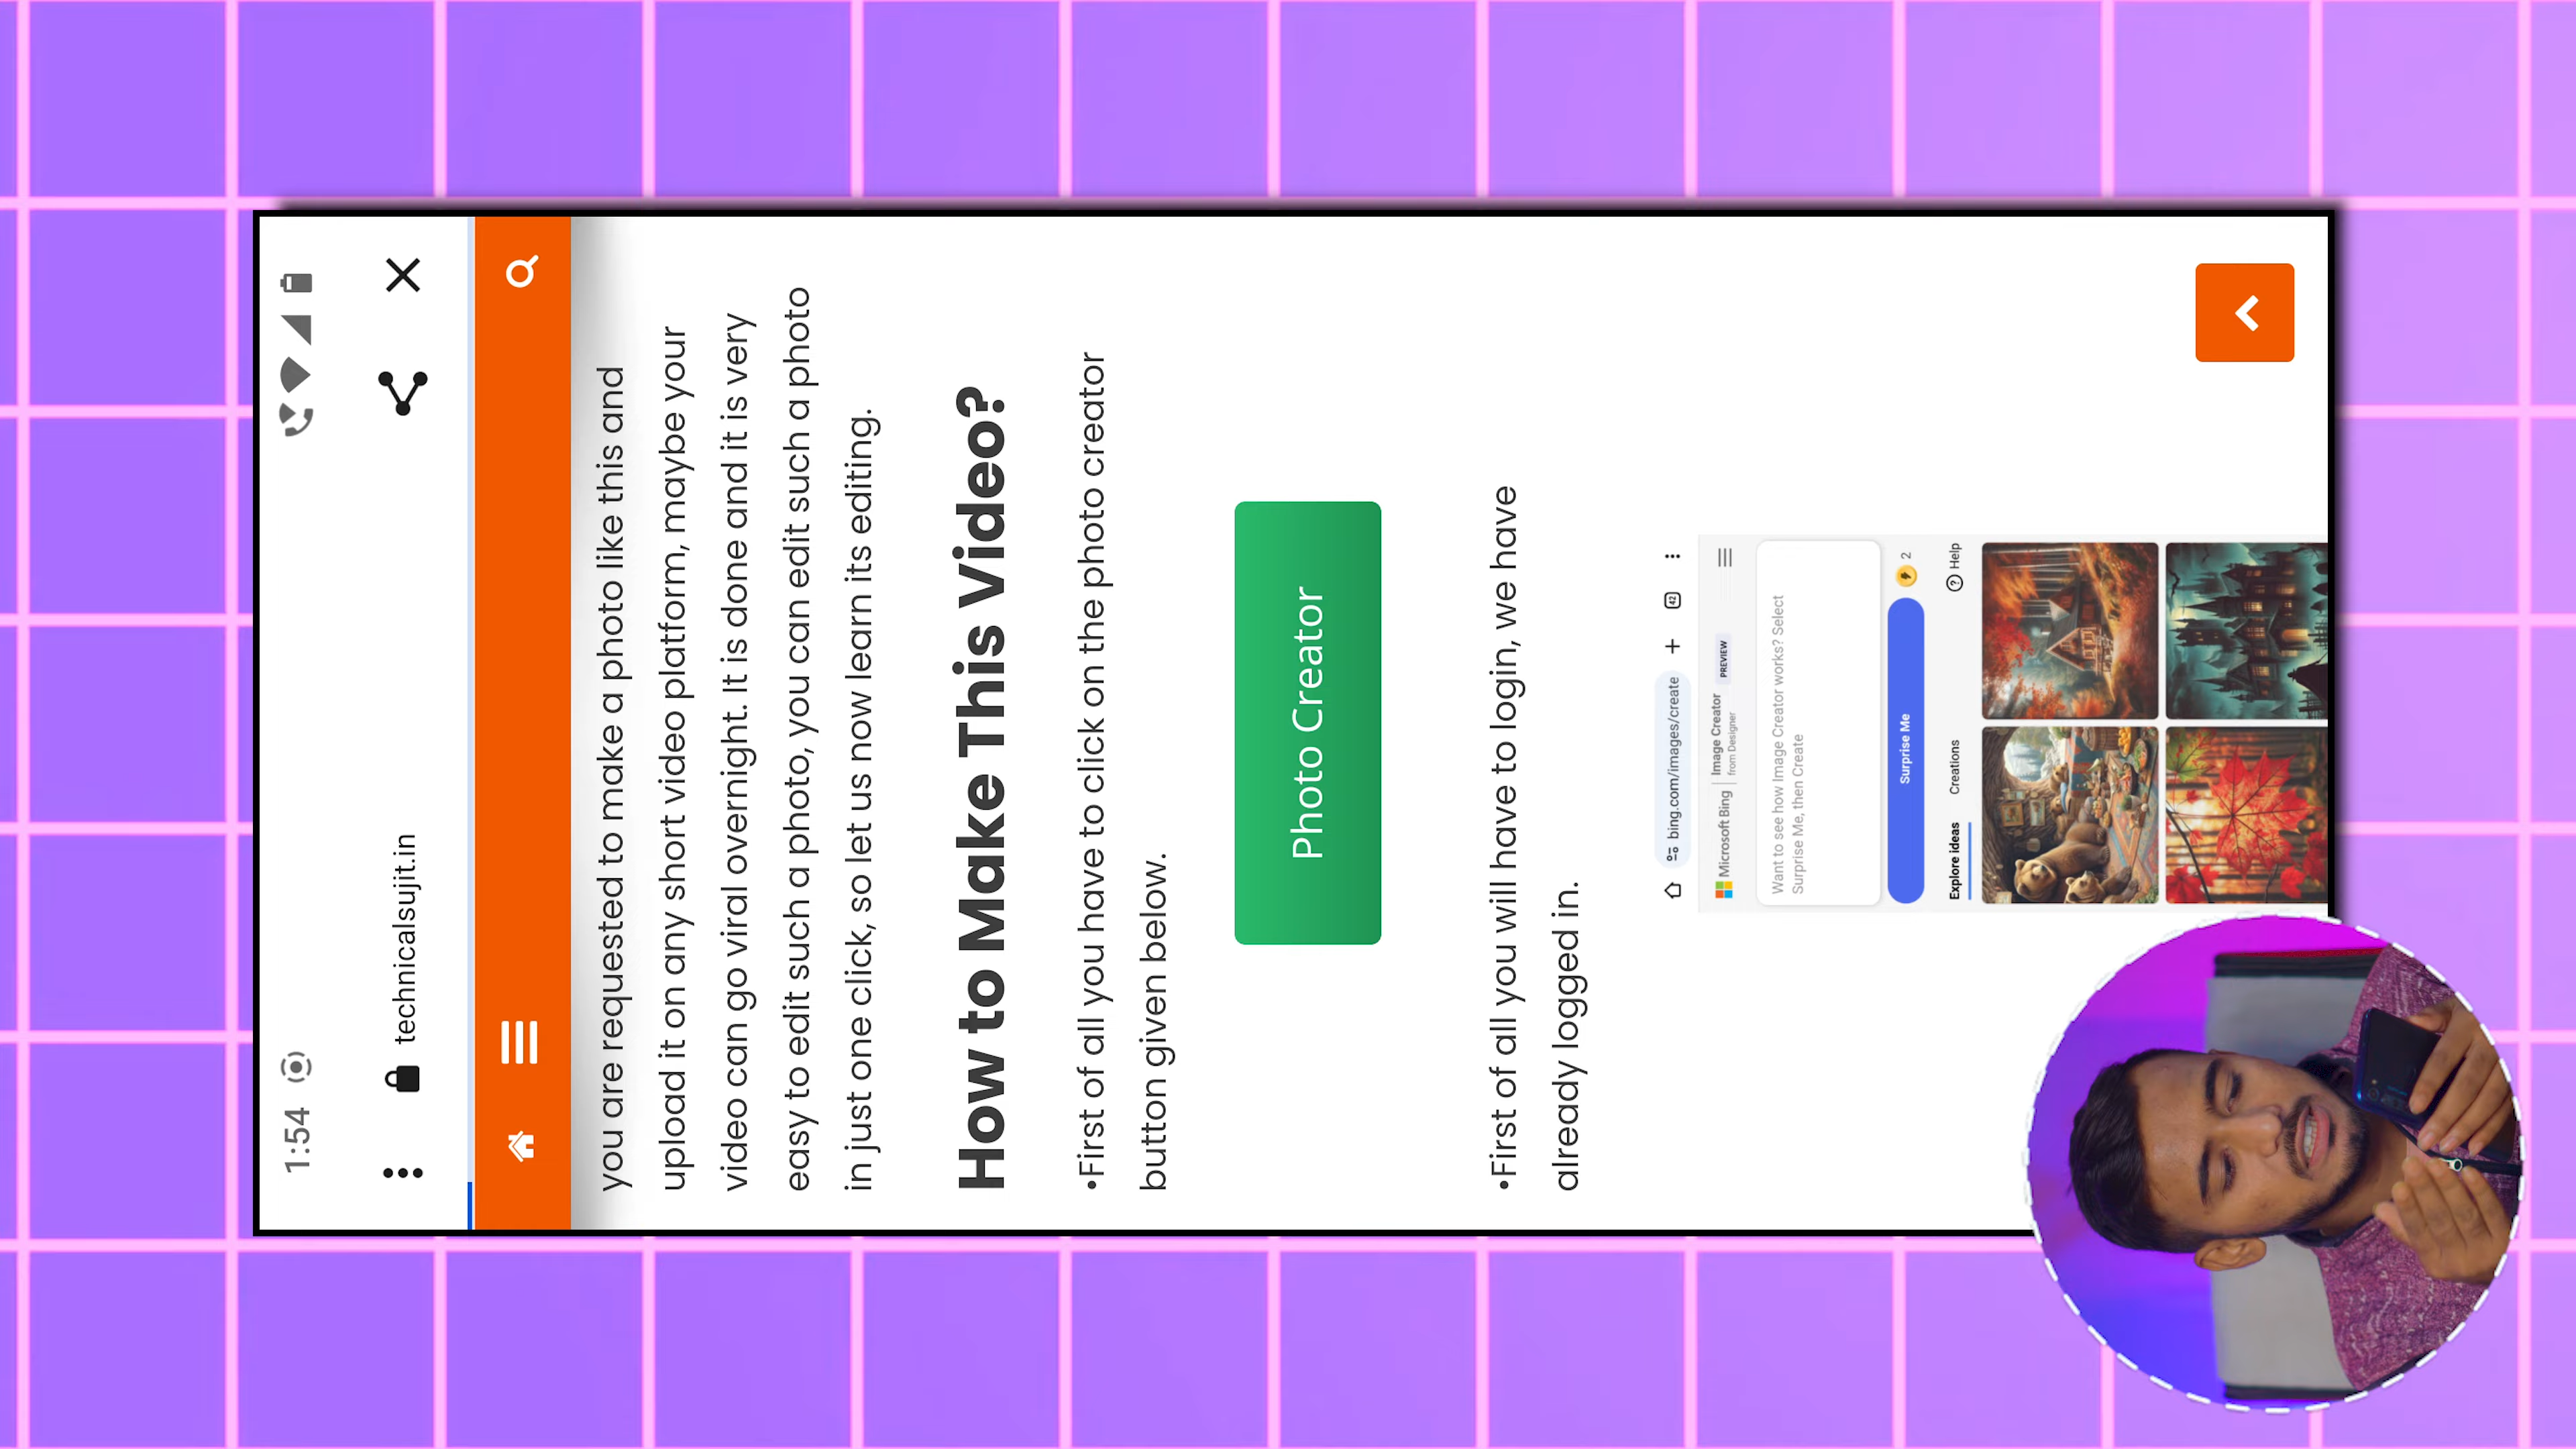 1:54
technicalsujit.in
you are requested to make a photo like this and
upload it on any short video platform, maybe your
video can go viral overnight. It is done and it is very
easy to edit such a photo, you can edit such a photo
in just one click, so let us now learn its editing.
How to Make This Video?
•First of all you have to click on the photo creator
button given below.
Photo Creator
•First of all you will have to login, we have
already logged in.
bing.com/images/create
42
Microsoft Bing
Image Creator
from Designer
PREVIEW
Want to see how Image Creator works? Select
Surprise Me, then Create
Surprise Me
2
Explore ideas
Creations
Help